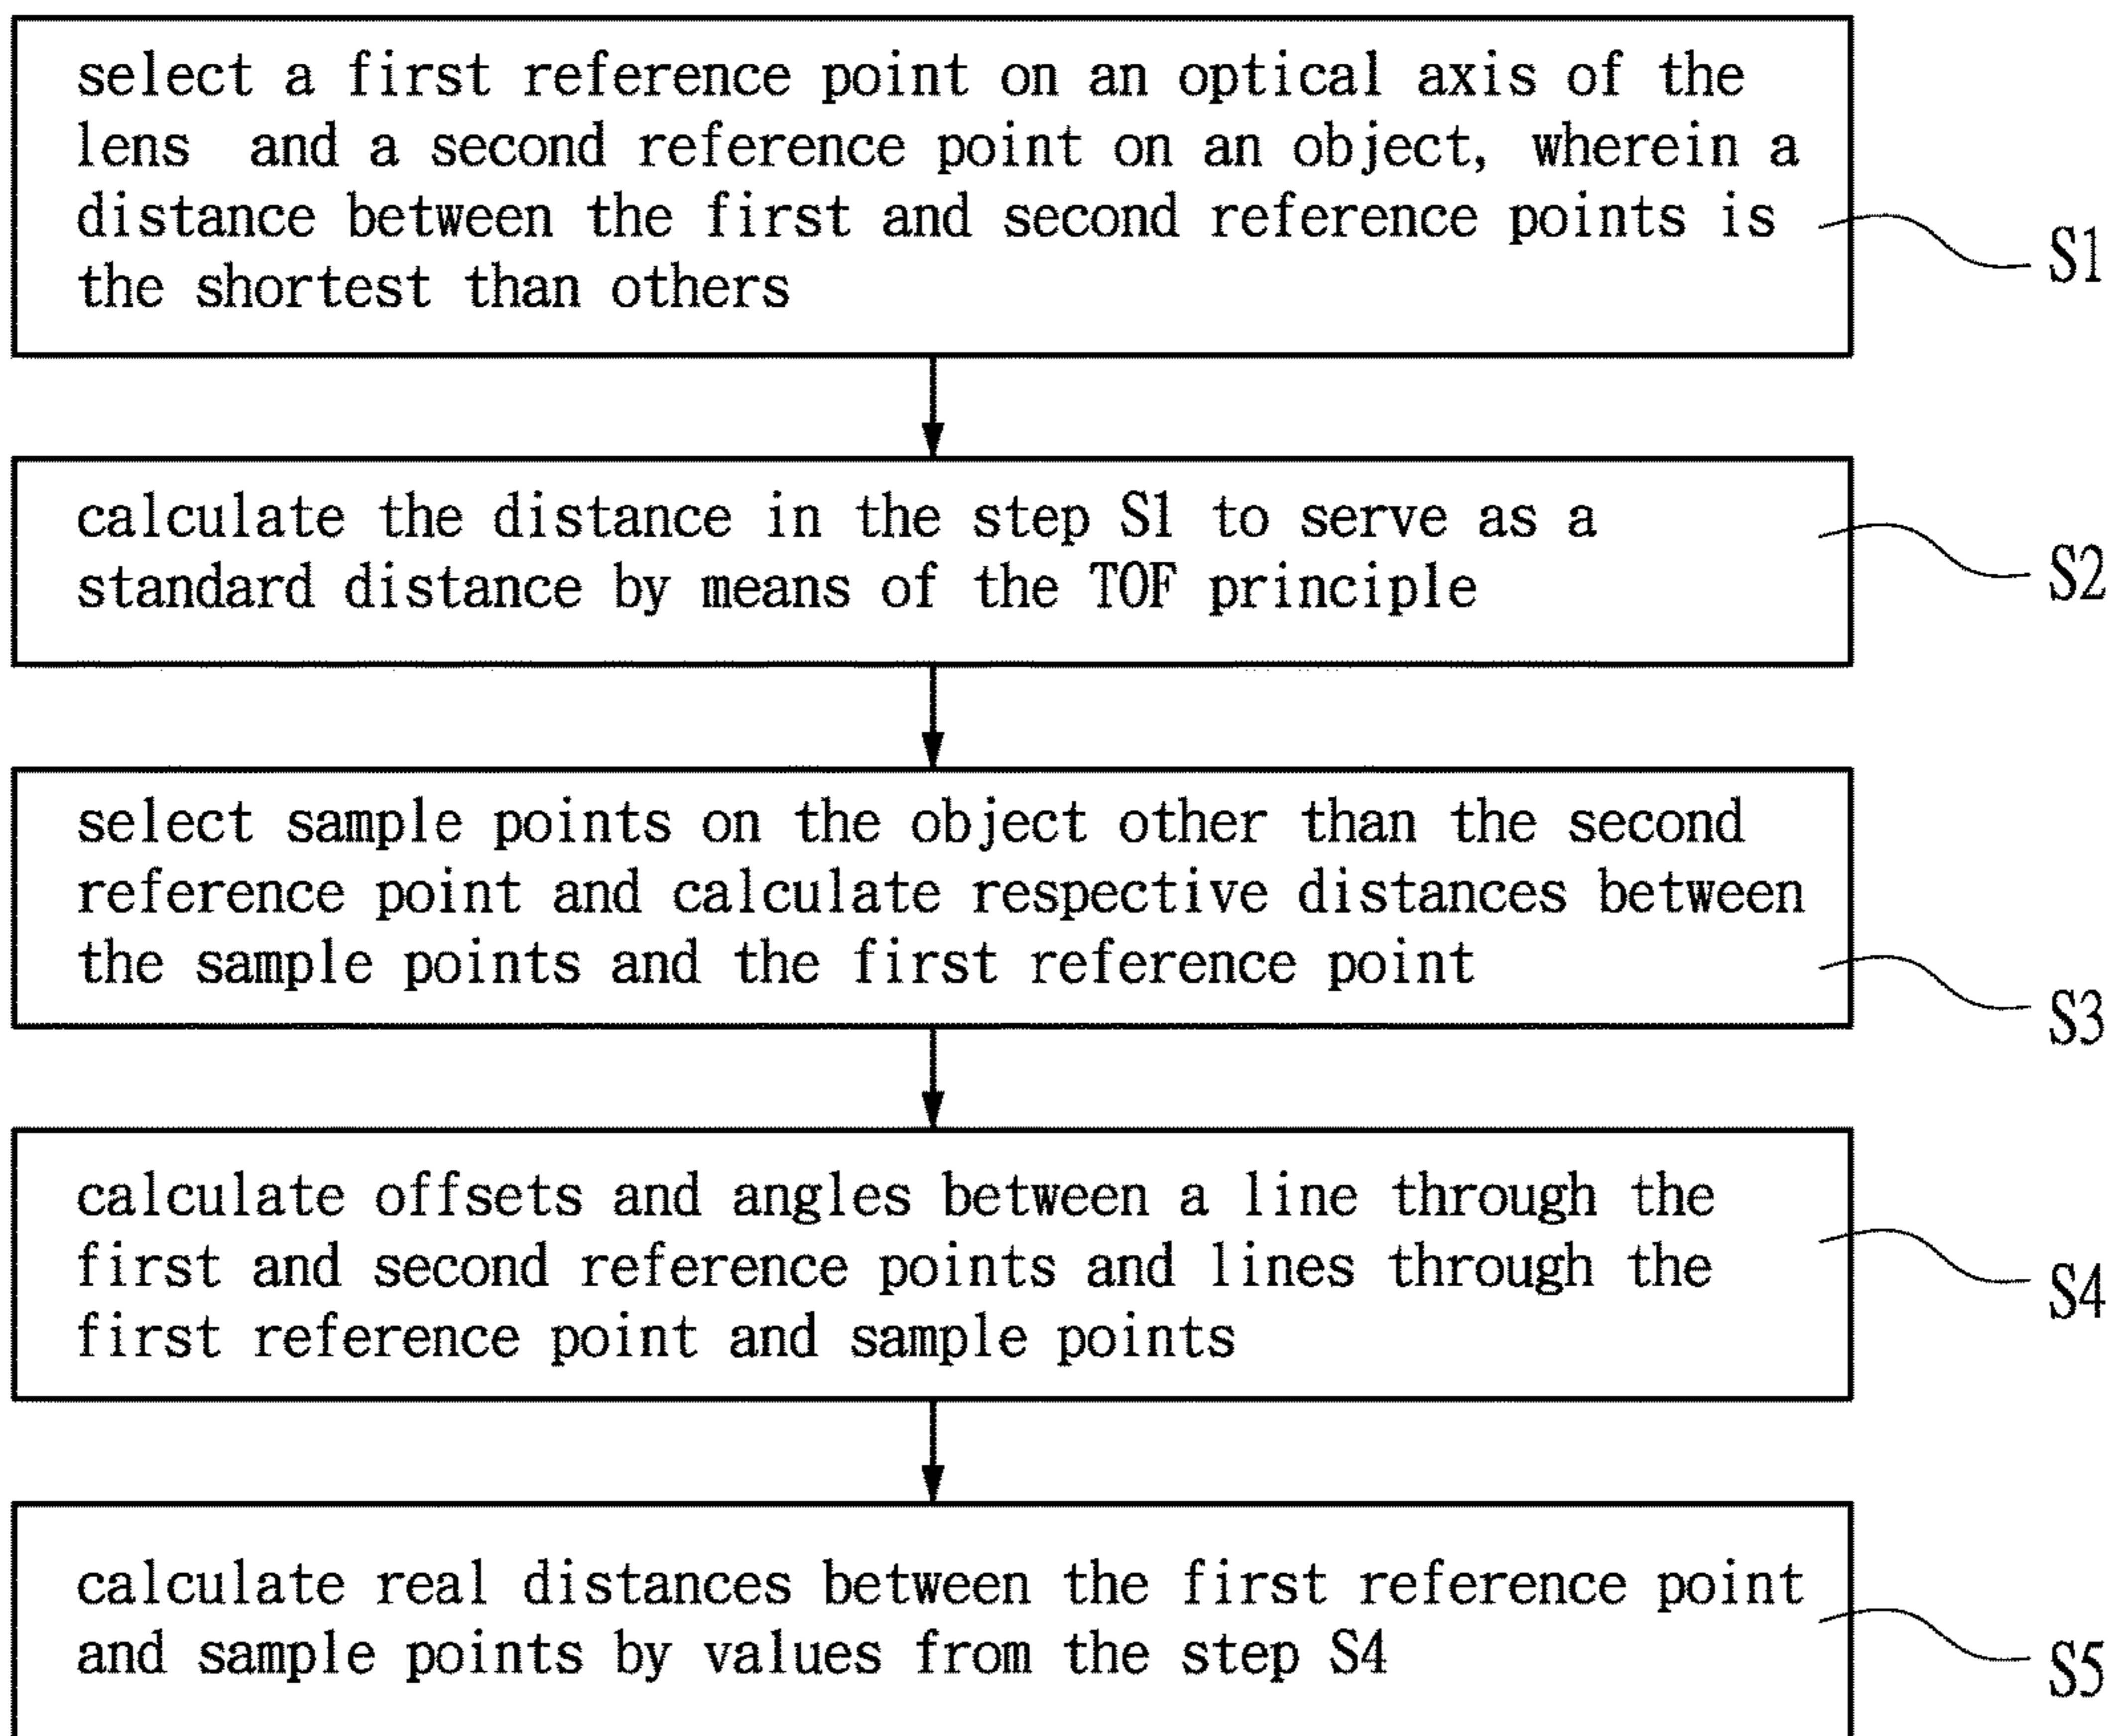 select a first reference point on an optical axis of the
lens and a second reference point on an object, wherein a
distance between the first and second reference points is
the shortest than others
S1
calculate the distance in the step S1 to serve as a
standard distance by means of the TOF principle
S2
select sample points on the object other than the second
reference point and calculate respective distances between
the sample points and the first reference point
S3
calculate offsets and angles between a line through the
first and second reference points and lines through the
first reference point and sample points
S4
calculate real distances between the first reference point
and sample points by values from the step S4
S5